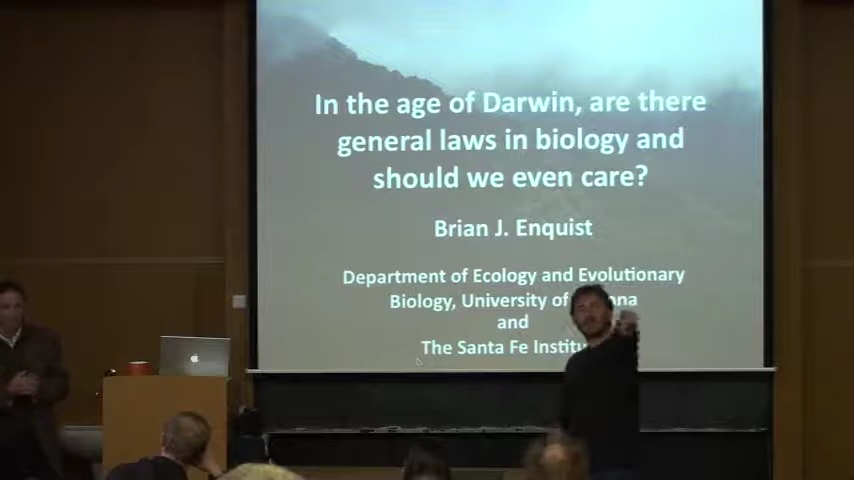 In the age of Darwin, are there
general laws in biology and
should we even care?
Brian J. Enquist
Department of Ecology and Evolutionary
Biology, University of
and
The Santa Fe